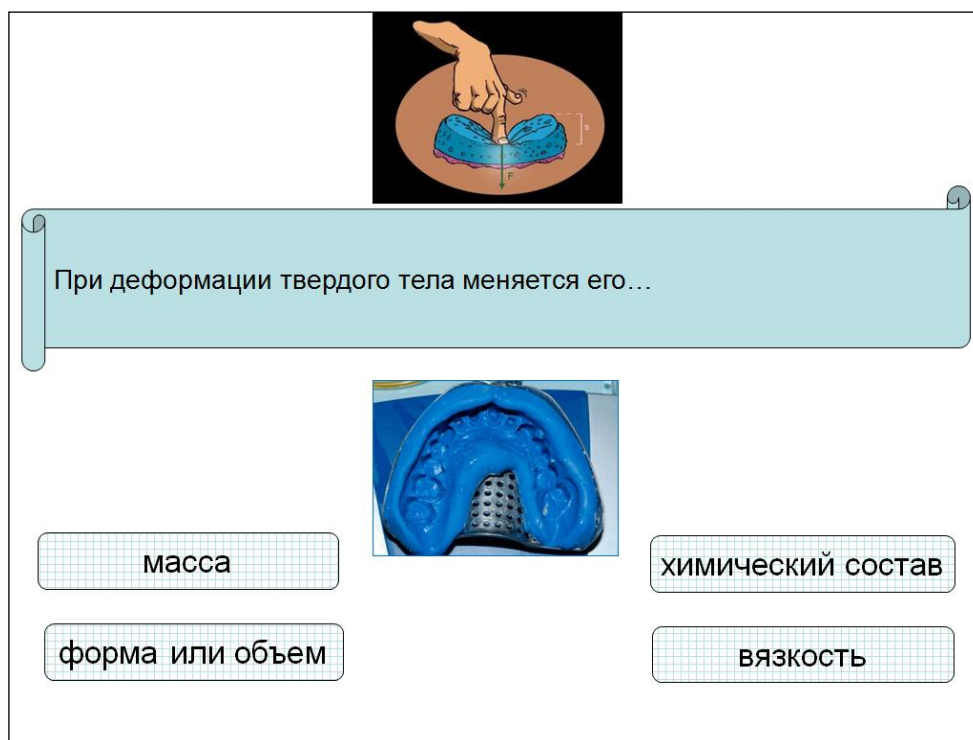 s
F
При деформации твердого тела меняется его…
масса
химический состав
форма или объем
вязкость